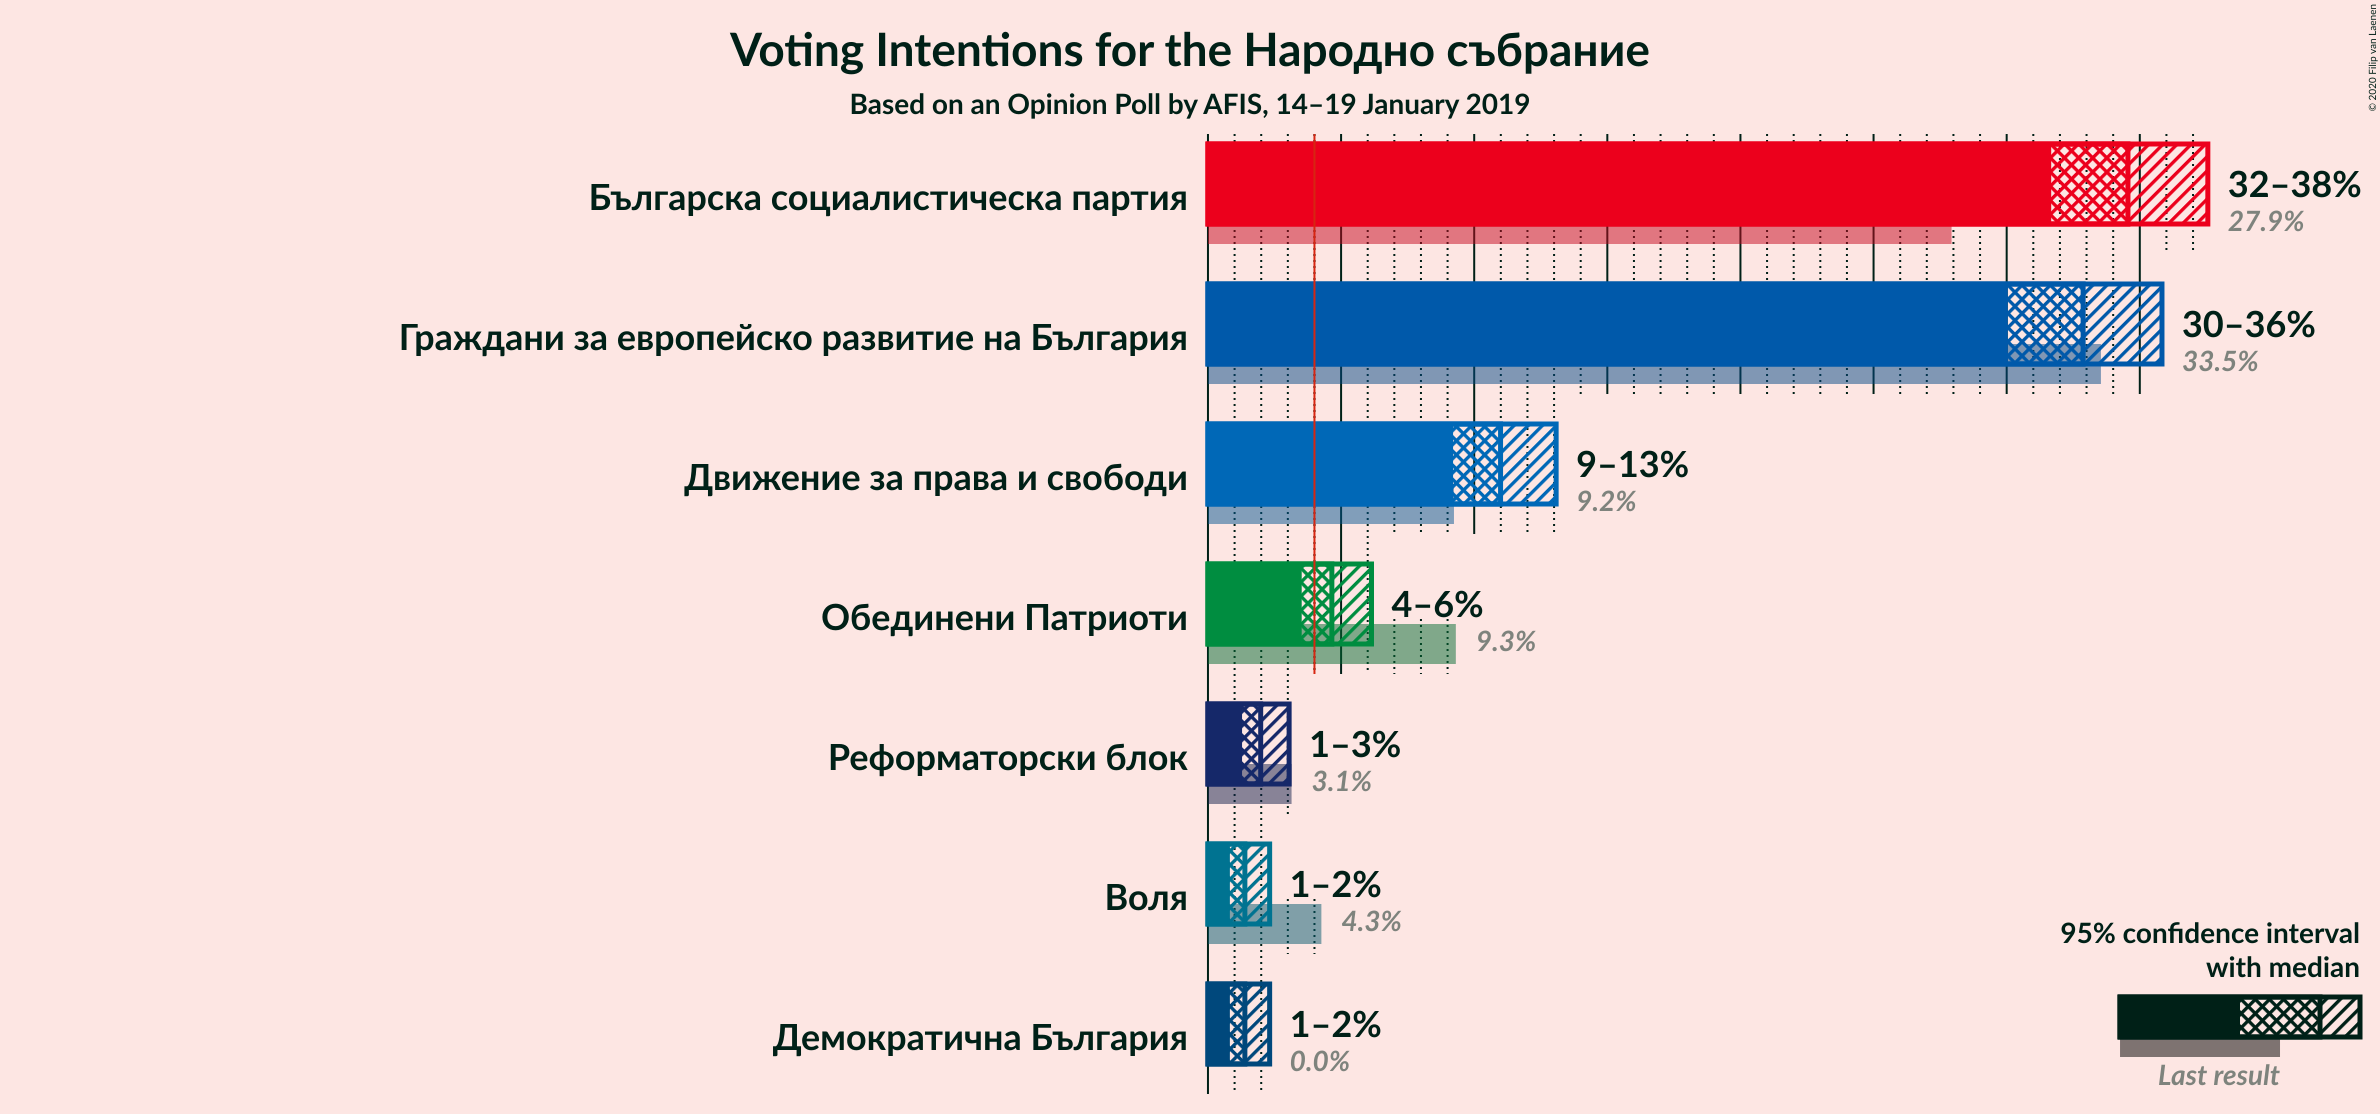 © 2020 Filip van Laenen
Voting Intentions for the Народно събрание
Based on an Opinion Poll by AFIS, 14–19 January 2019
Българска социалистическа партия
32–38%
27.9%
Граждани за европейско развитие на България
30–36%
33.5%
Движение за права и свободи
9–13%
9.2%
Обединени Патриоти
4–6%
9.3%
Реформаторски блок
1–3%
3.1%
Воля
1–2%
4.3%
Демократична България
1–2%
0.0%
95% confidence interval
with median
Last result